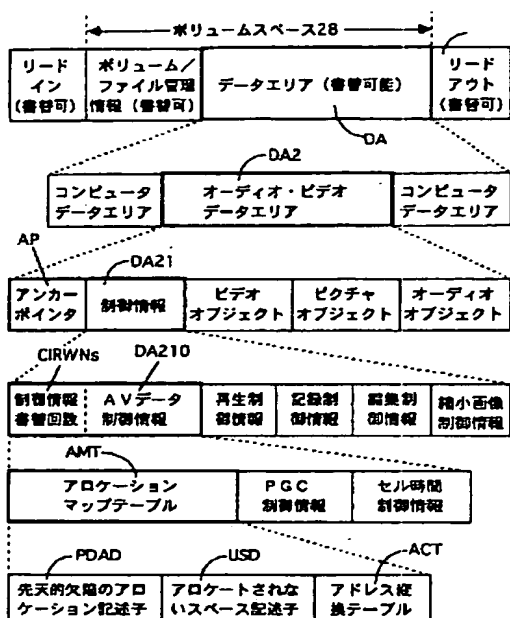 ボリュームスペース28
リード
イン
(書替可)
ボリューム/
ファイル管理
情報(書替可)
データエリア(書替可能)
リード
アウト
(書替可)
DA
DA2
コンピュータ
データエリア
オーディオ・ビデオ
データエリア
コンピュータ
データエリア
AP
DA21
アンカー
ポインタ
制御情報
ビデオ
オブジェクト
ピクチャ
オブジェクト
オーディオ
オブジェクト
CIRWNs
DA210
制御情報
書替回数
AVデータ
制御情報
再生制
御情報
記録制
御情報
編集制
御情報
縮小画像
制御情報
AMT
アロケーション
マップテーブル
PGC
制御情報
セル時間
制御情報
PDAD
USD
ACT
先天的欠陥のアロ
ケーション記述子
アロケートされな
いスペース記述子
アドレス変
換テーブル